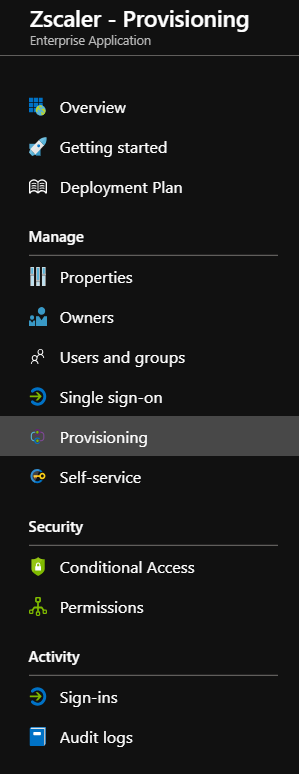 Zscaler - Provisioning
Enterprise Application
Overview
Getting started
Deployment Plan
Manage
Properties
Owners
Users and groups
Single sign-on
Provisioning
Self-service
Security
Conditional Access
Permissions
Activity
Sign-ins
Audit logs